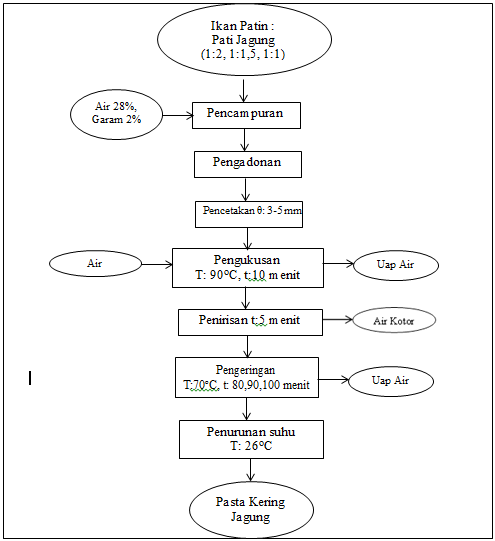 Ikan Patin :
Pati Jagung
(1:2, 1:1,5, 1:1)
Air 28%,
Garam 2%
Pencampuran
Pengadonan
Pencetakan θ: 3-5mm
Air
Pengukusan
T: 90°C, t:10 menit
Uap Air
Penirisan t:5 menit
Air Kotor
Pengeringan
T:70°C, t: 80,90,100 menit
Uap Air
Penurunan suhu
T: 26°C
Pasta Kering
Jagung